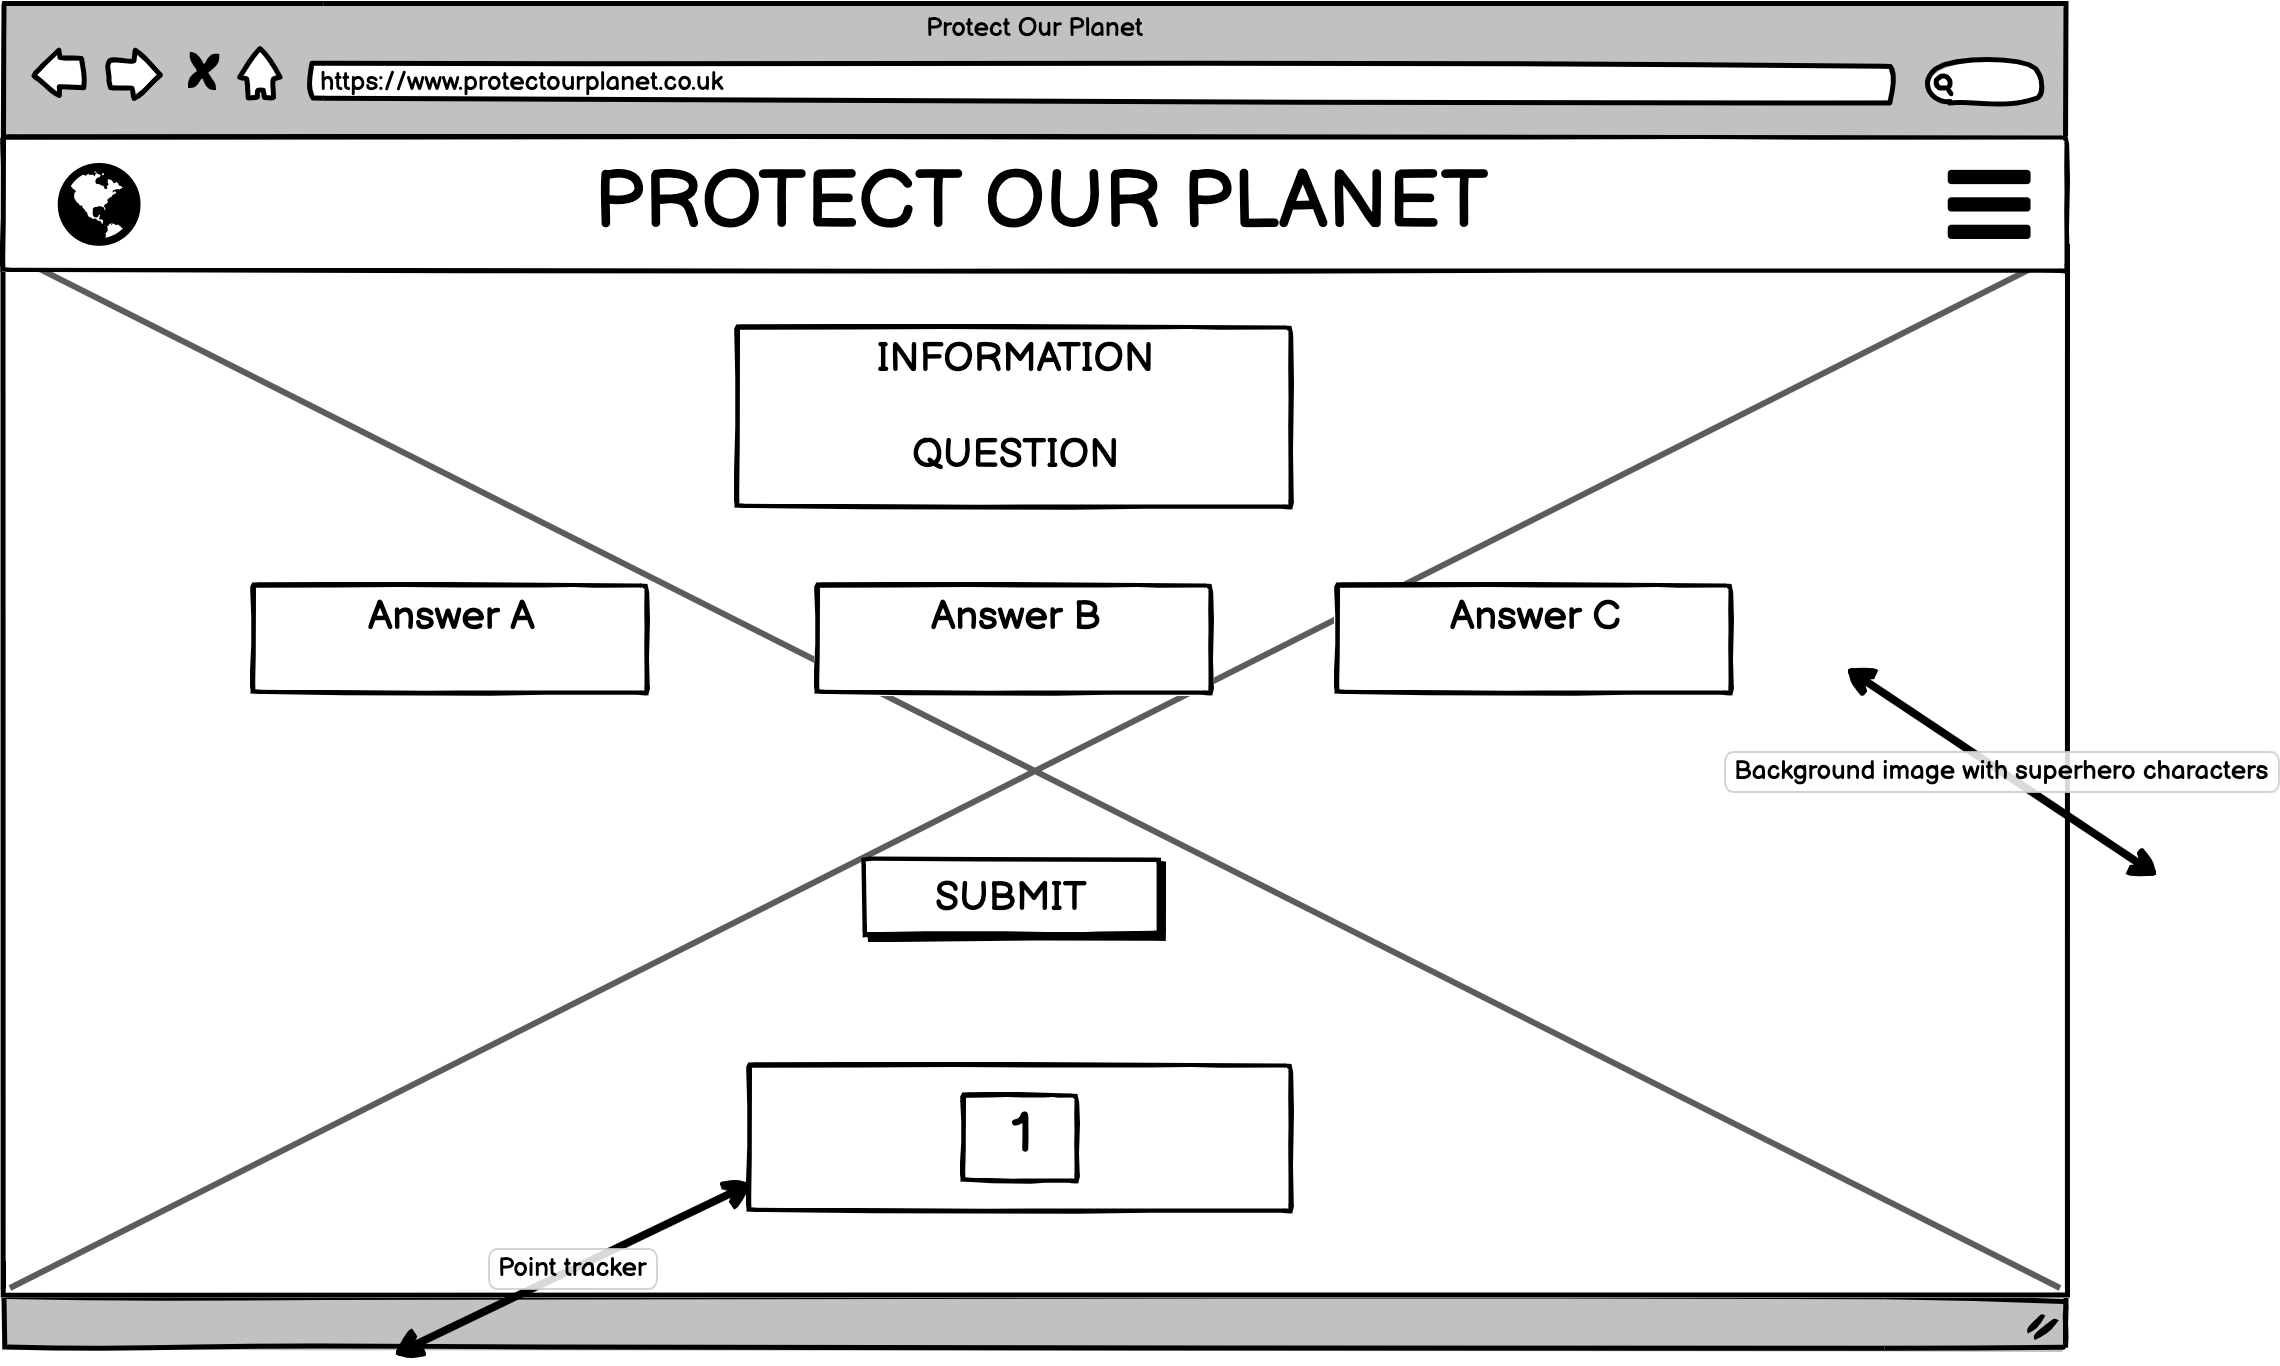 Protect Our Planet
https://www.protectourplanet.co.uk
PROTECT OUR PLANET
INFORMATION
QUESTION
Answer A
Answer B
Answer C
Background image with superhero characters
SUBMIT
1
Point tracker